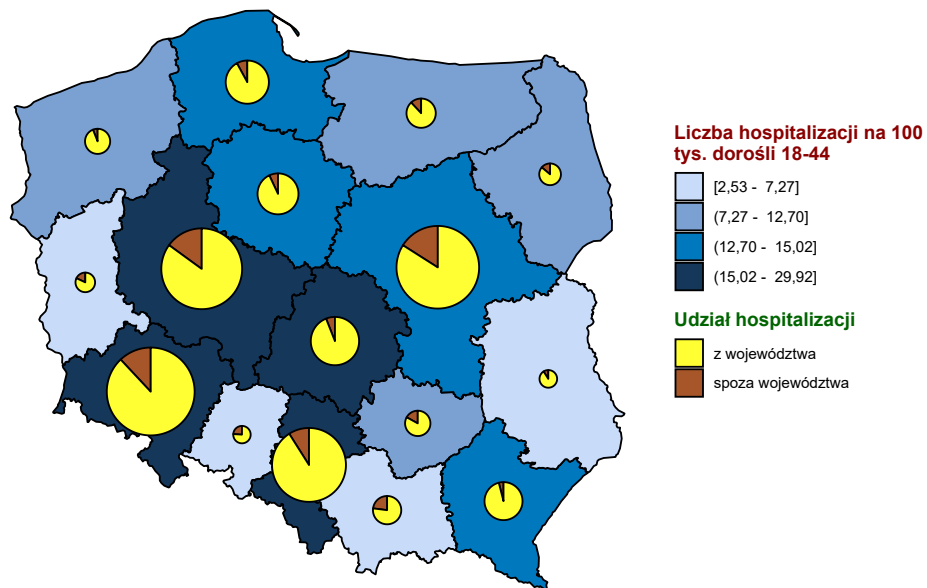 Liczba hospitalizacji na 100
tys. dorośli 18-44
[2,53 - 7,27]
(7,27 - 12,70]
(12,70 - 15,02]
(15,02 - 29,92]
Udział hospitalizacji
z województwa
spoza województwa